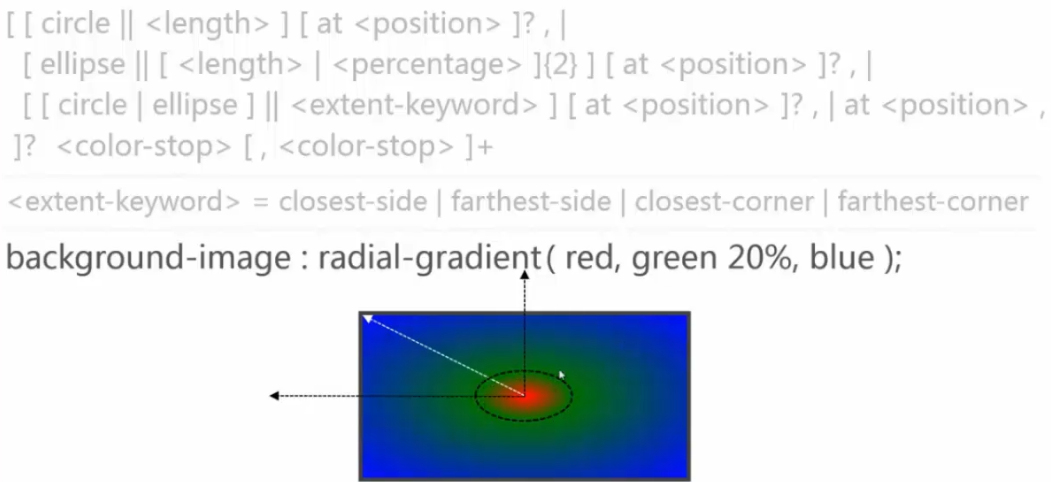 [ [ circle || <length> ] [ at <position> ]? , |
[ ellipse || [ <length> | <percentage> ]{2} ] [ at <position> ]? , |
[ [ circle | ellipse ] || <extent-keyword> ] [ at <position> ]? , | at <position> ,
]? <color-stop> [ , <color-stop> ]+
<extent-keyword> = closest-side | farthest-side | closest-corner | farthest-corner
background-image : radial-gradient( red, green 20%, blue );